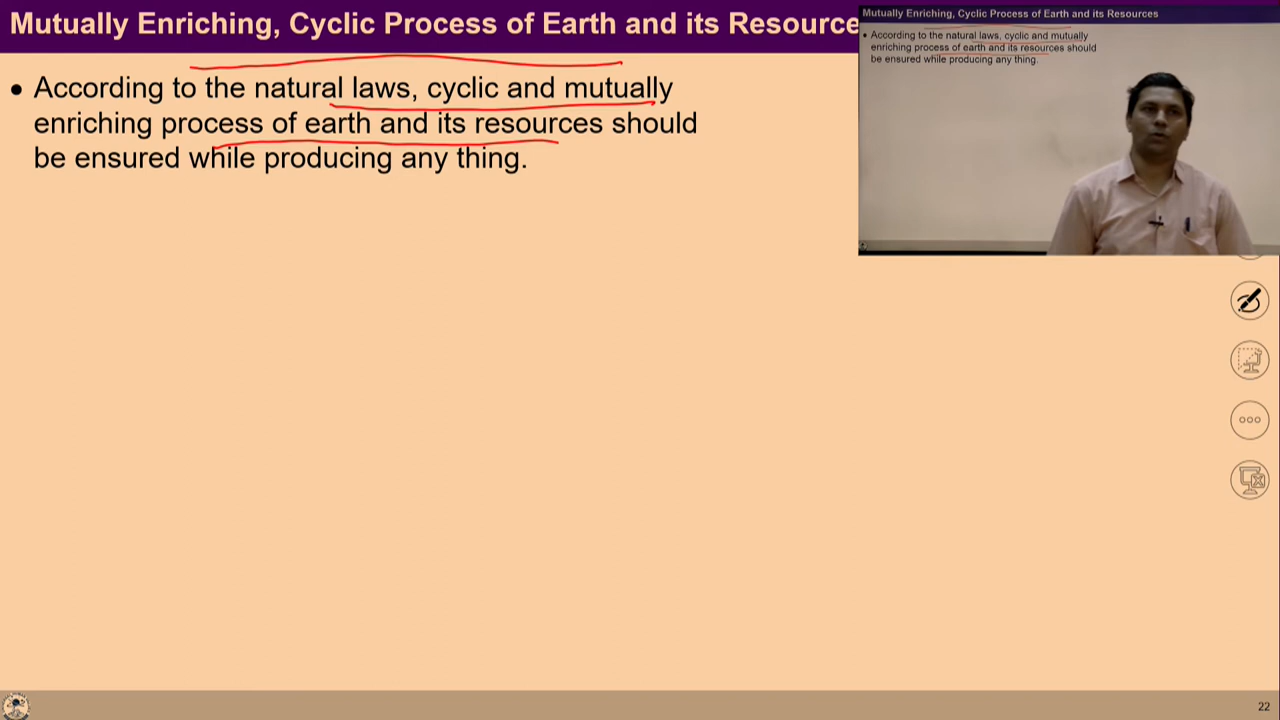 Mutually Enriching, Cyclic Process of Earth and its Resource
• According to the natural laws, cyclic and mutually
enriching process of earth and its resources should
be ensured while producing any thing.
Mutually Enriching, Cyclic Process of Earth and its Resources
• According to the natural laws, cyclic and mutually
enriching process of earth and its resources should
be ensured while producing any thing.
22